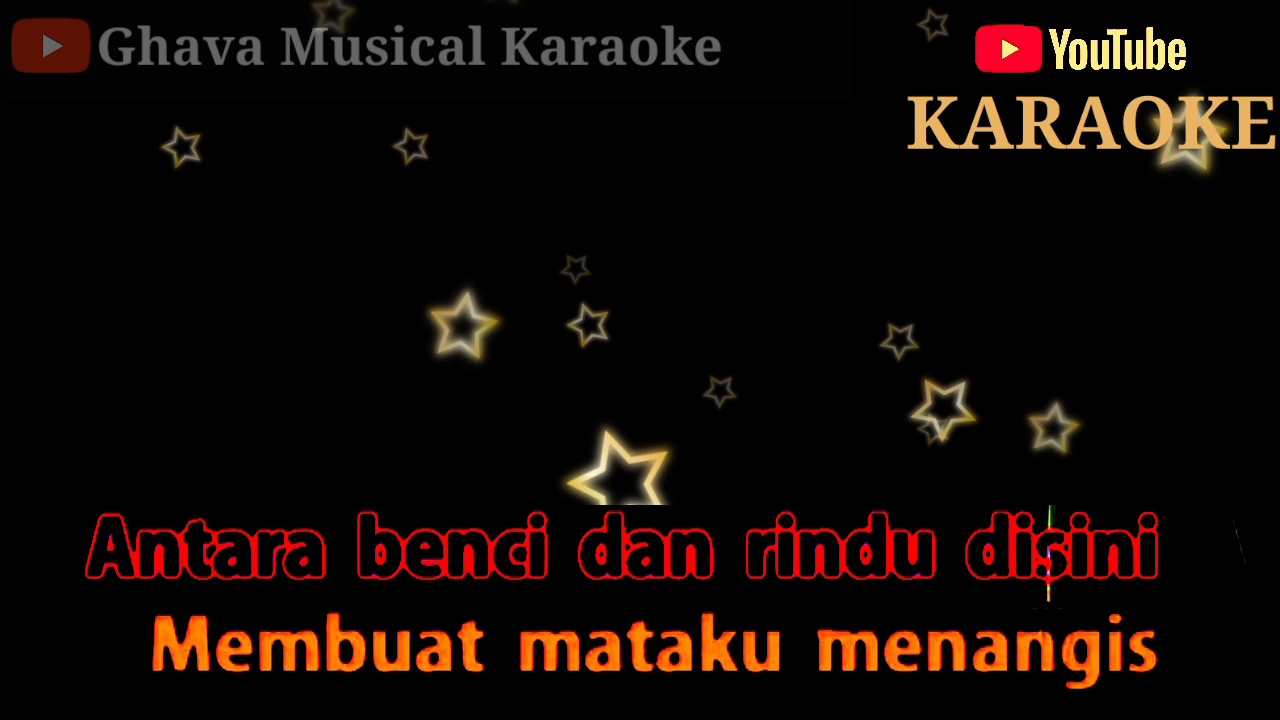 Ghava Musical Karaoke
YouTube
KARAOKE
Antara benci dan rindu disini
Membuat mataku menangis